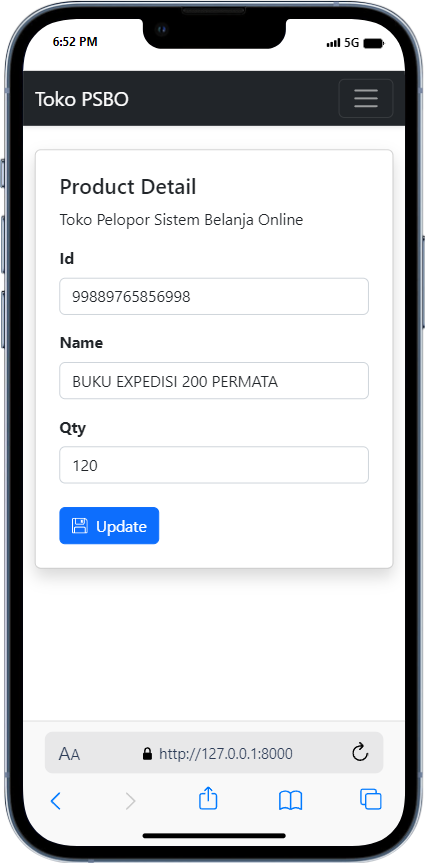 6:52 PM
5G
Toko PSBO
Product Detail
Toko Pelopor Sistem Belanja Online
Id
99889765856998
Name
BUKU EXPEDISI 200 PERMATA
Qty
120
Update
AA
http://127.0.0.1:8000